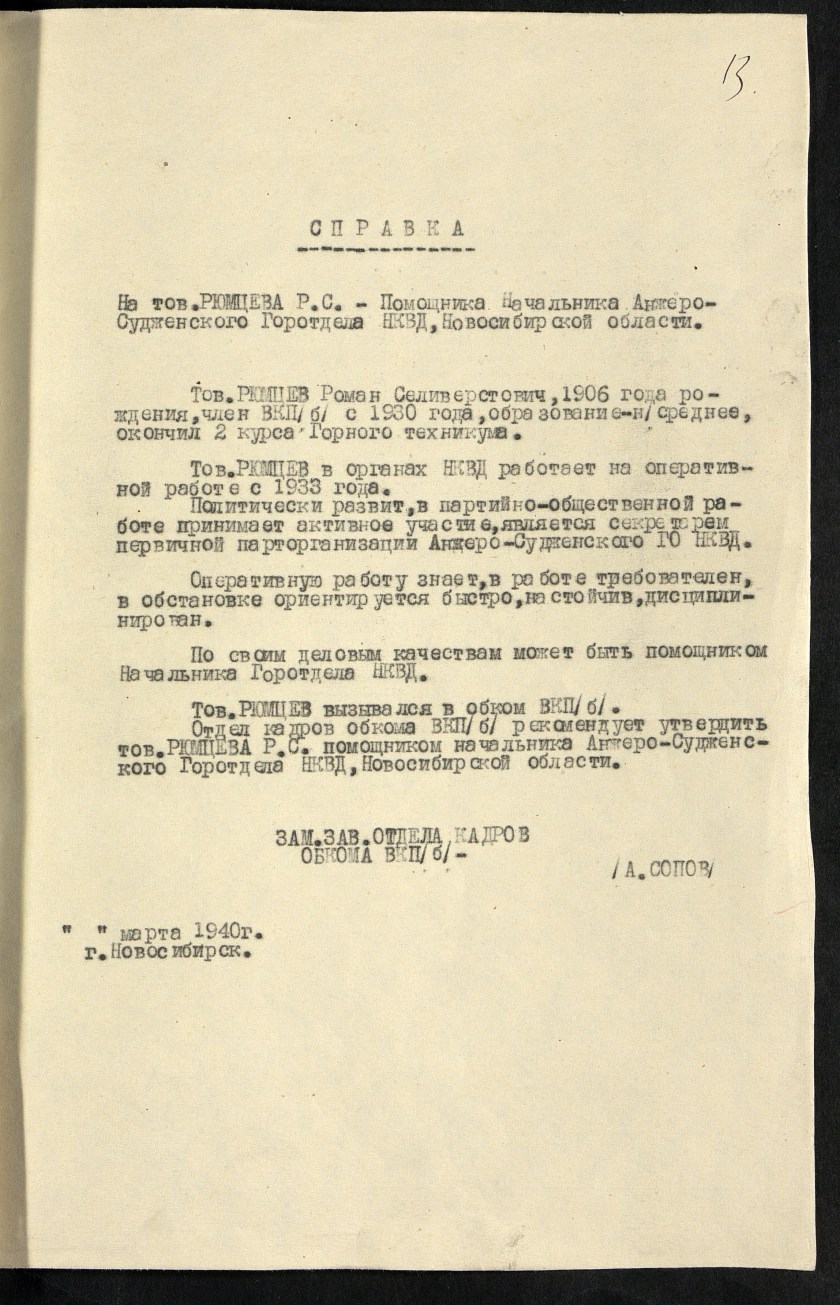 13.
СПРАВКА
На тов.РЮМЦЕВА Р.С. - Помощника Начальника Анжеро-
Судженского Горотдела НКВД,Новосибирской области.
Тов.РЮМЦЕВ Роман Селиверстович,1906 года ро-
ждения,член ВКП/б/ с 1930 года,образование-н/среднее,
окончил 2 курса Горного техникума.
Тов.РЮМЦЕВ в органах НКВД работает на оператив-
ной работе с 1933 года.
Политически развит,в партийно-общественной ра-
боте принимает активное участие,является секретарем
первичной парторганизации Анжеро-Судженского ГО НКВД.
Оперативную работу знает,в работе требователен,
в обстановке ориентируется быстро,настойчив,дисципли-
нирован.
По своим деловым качествам может быть помощником
Начальника Горотдела НКВД.
Тов.РЮМЦЕВ вызывался в обком ВКП/б/.
Отдел кадров обкома ВКП/б/ рекомендует утвердить
тов.РЮМЦЕВА Р.С. помощником начальника Анжеро-Судженс-
кого Горотдела НКВД,Новосибирской области.
ЗАМ.ЗАВ.ОТДЕЛА КАДРОВ
ОБКОМА ВКП/б/-
/А.СОПОВ/
" " марта 1940г.
г.Новосибирск.